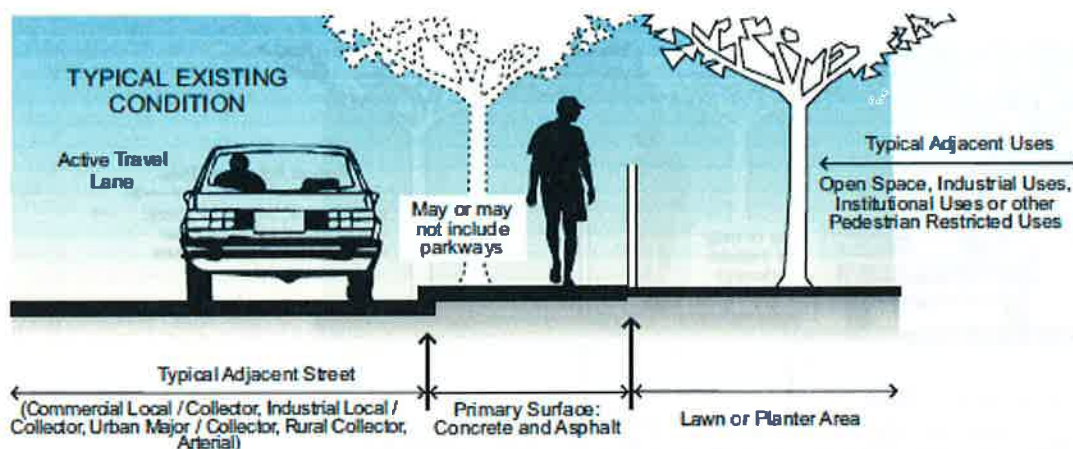 TYPICAL EXISTING
CONDITION
Active Travel
Lane
May or may
not include
parkways
Typical Adjacent Uses
Open Space, Industrial Uses,
Institutional Uses or other
Pedestrian Restricted Uses
Typical Adjacent Street
(Commercial Local / Collector, Industrial Local /
Collector, Urban Major / Collector, Rural Collector,
Arterial)
Primary Surface:
Concrete and Asphalt
Lawn or Planter Area